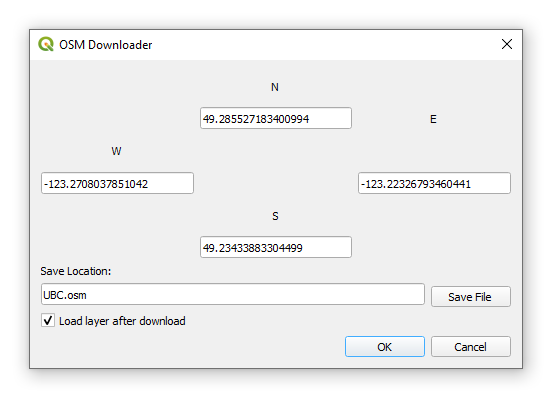 OSM Downloader
N
49.285527183400994
E
W
-123.2708037851042
-123.22326793460441
S
49.23433883304499
Save Location:
UBC.osm
Save File
Load layer after download
OK
Cancel